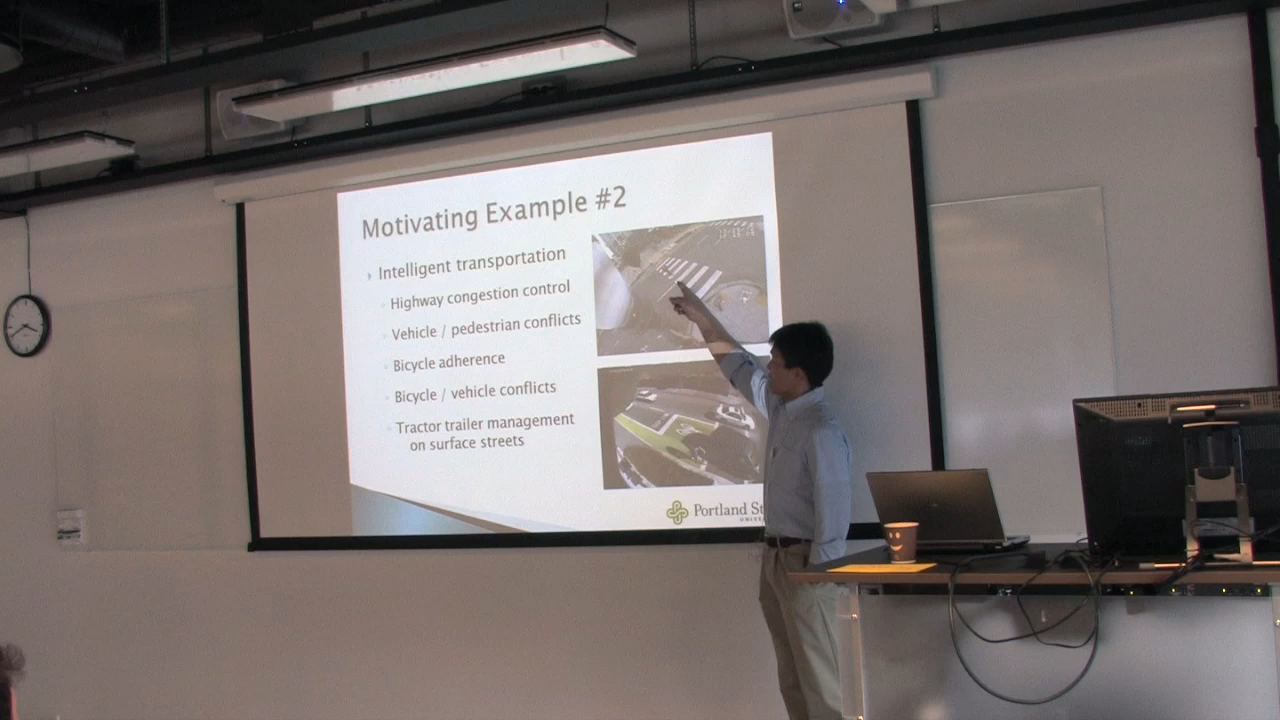 Motivating Example #2
Intelligent transportation
Highway congestion control
Vehicle / pedestrian conflicts
Bicycle adherence
Bicycle / vehicle conflicts
Tractor trailer management
on surface streets
Portland St